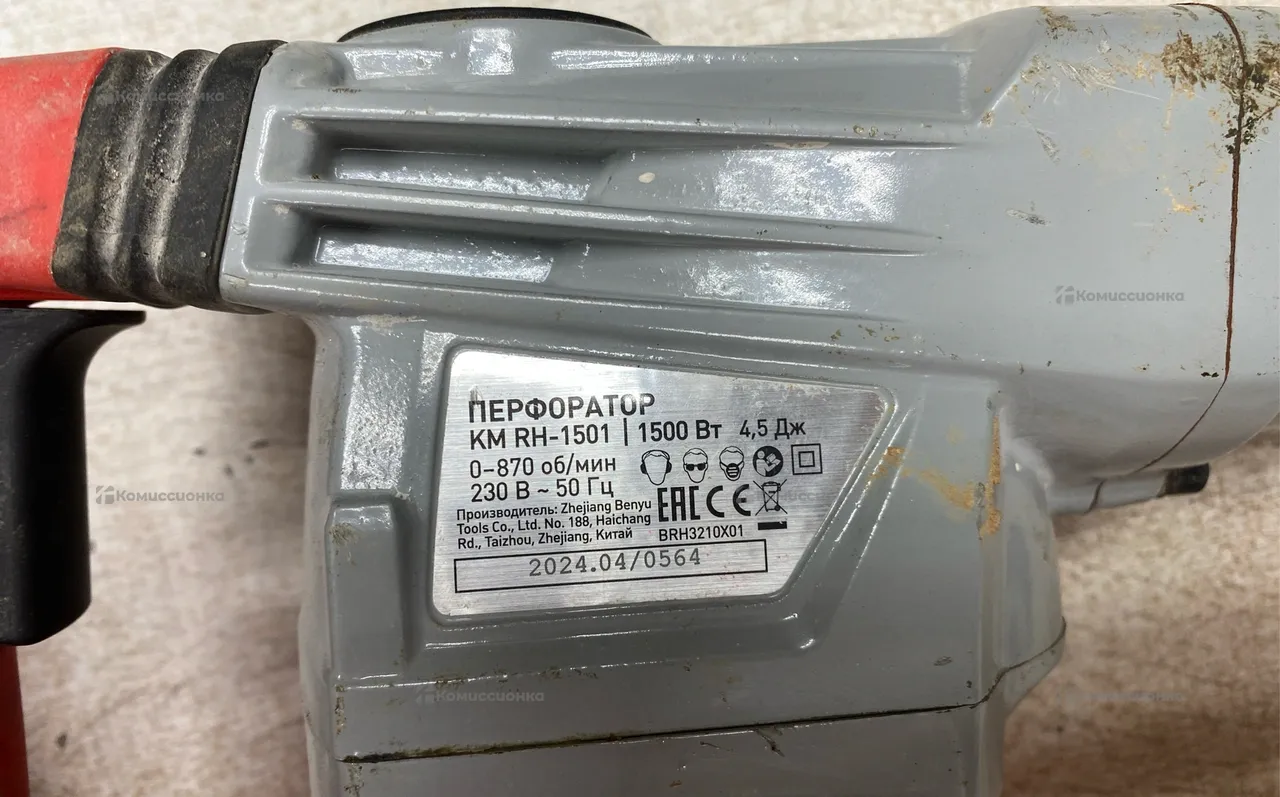 ПЕРФОРАТОР
KM RH-1501 | 1500 Вт 4,5 Дж
0-870 об/мин
230 В ~ 50 Гц
Производитель: Zhejiang Benyu
Tools Co., Ltd. No. 188, Haichang
Rd., Taizhou, Zhejiang, Китай
EAC CE
BRH3210X01
2024.04/0564
Комиссионка
Комиссионка
Комиссионка
Комиссионка